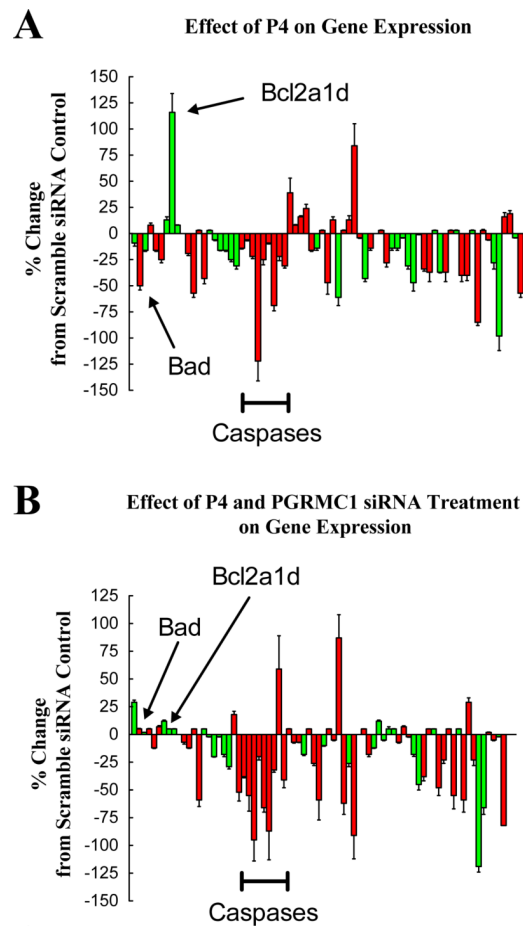 A
Effect of P4 on Gene Expression
% Change
from Scramble siRNA Control
150
125
100
75
50
25
0
-25
-50
-75
-100
-125
-150
Bcl2a1d
Bad
Caspases
B
Effect of P4 and PGRMC1 siRNA Treatment
on Gene Expression
% Change
from Scramble siRNA Control
125
100
75
50
25
0
-25
-50
-75
-100
-125
-150
Bcl2a1d
Bad
Caspases